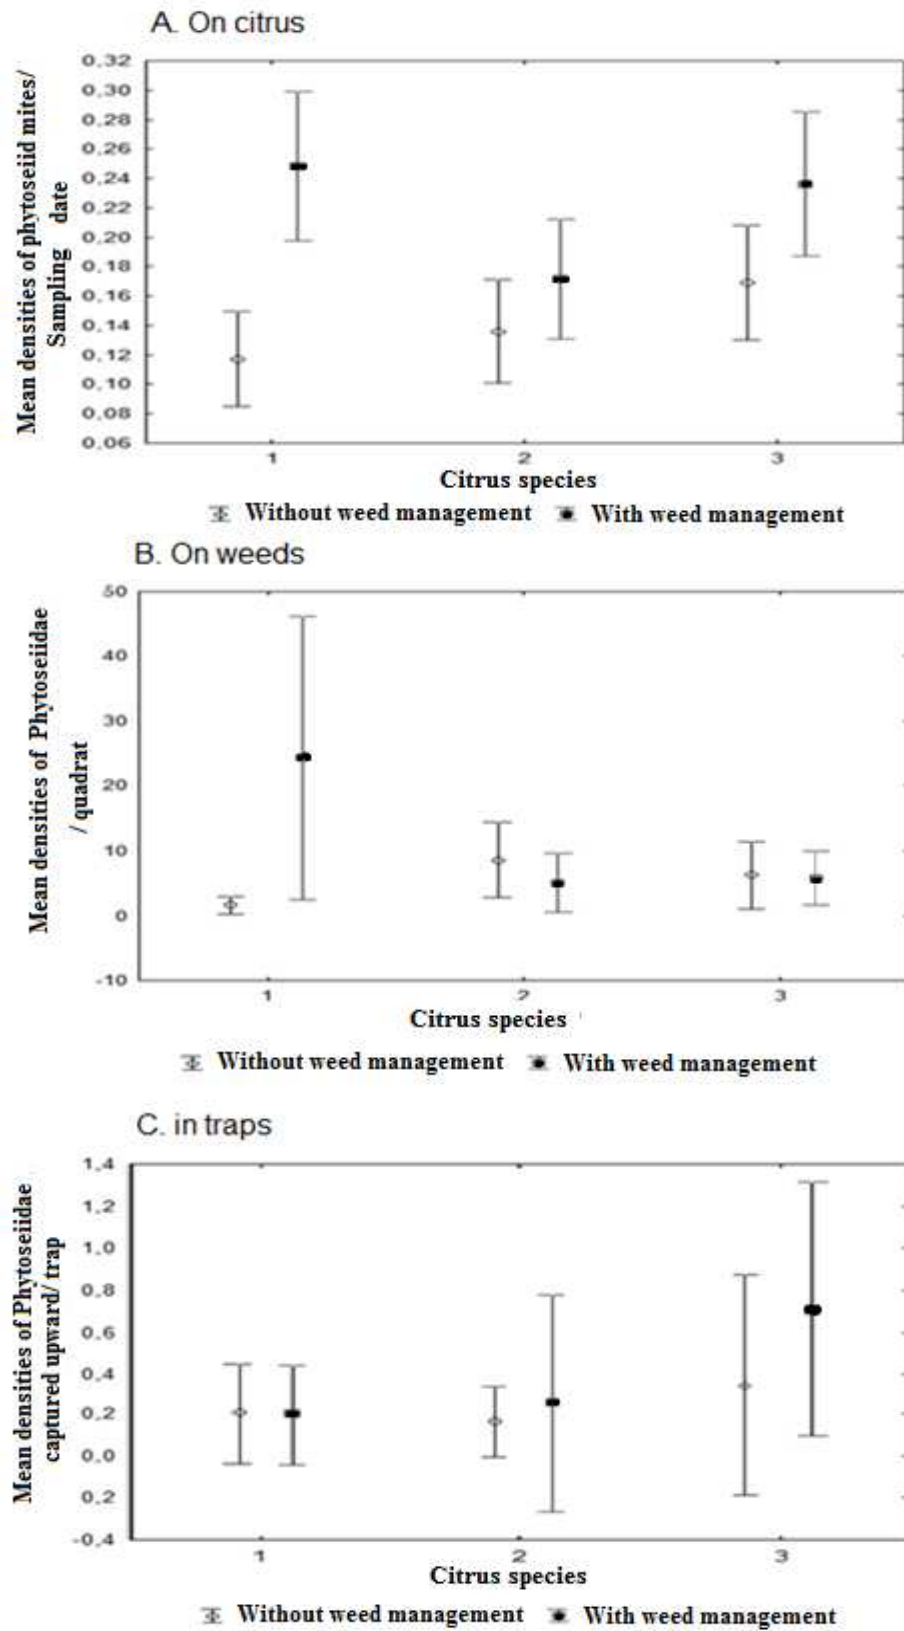 A. On citrus
Mean densities of phytoseiid mites/
Sampling date
0,32
0,30
0,28
0,26
0,24
0,22
0,20
0,18
0,16
0,14
0,12
0,10
0,08
0,06
1 2 3
Citrus species
Without weed management With weed management
B. On weeds
Mean densities of Phytoseiidae
/ quadrat
50
40
30
20
10
0
-10
1 2 3
Citrus species
Without weed management With weed management
C. in traps
Mean densities of Phytoseiidae
captured upward/ trap
1,4
1,2
1,0
0,8
0,6
0,4
0,2
0,0
0,2
-0,4
1 2 3
Citrus species
Without weed management With weed management